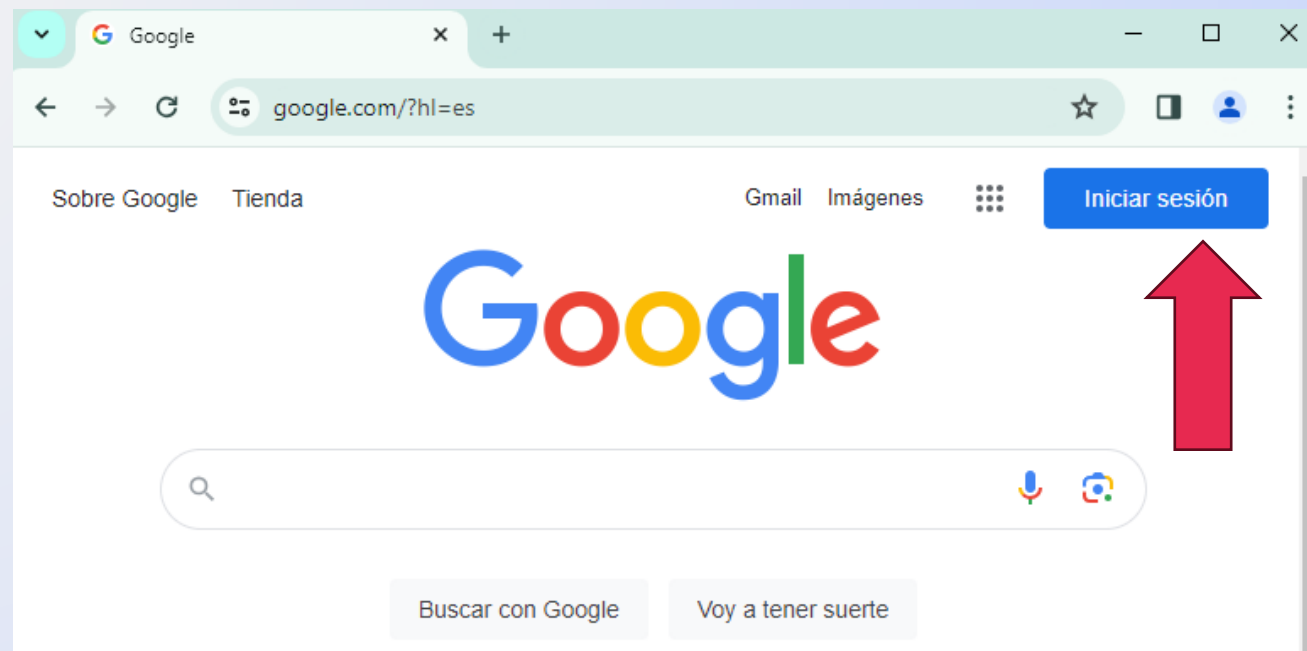 Google
google.com/?hl=es
Sobre Google Tienda Gmail Imágenes Iniciar sesión
Google
Buscar con Google Voy a tener suerte